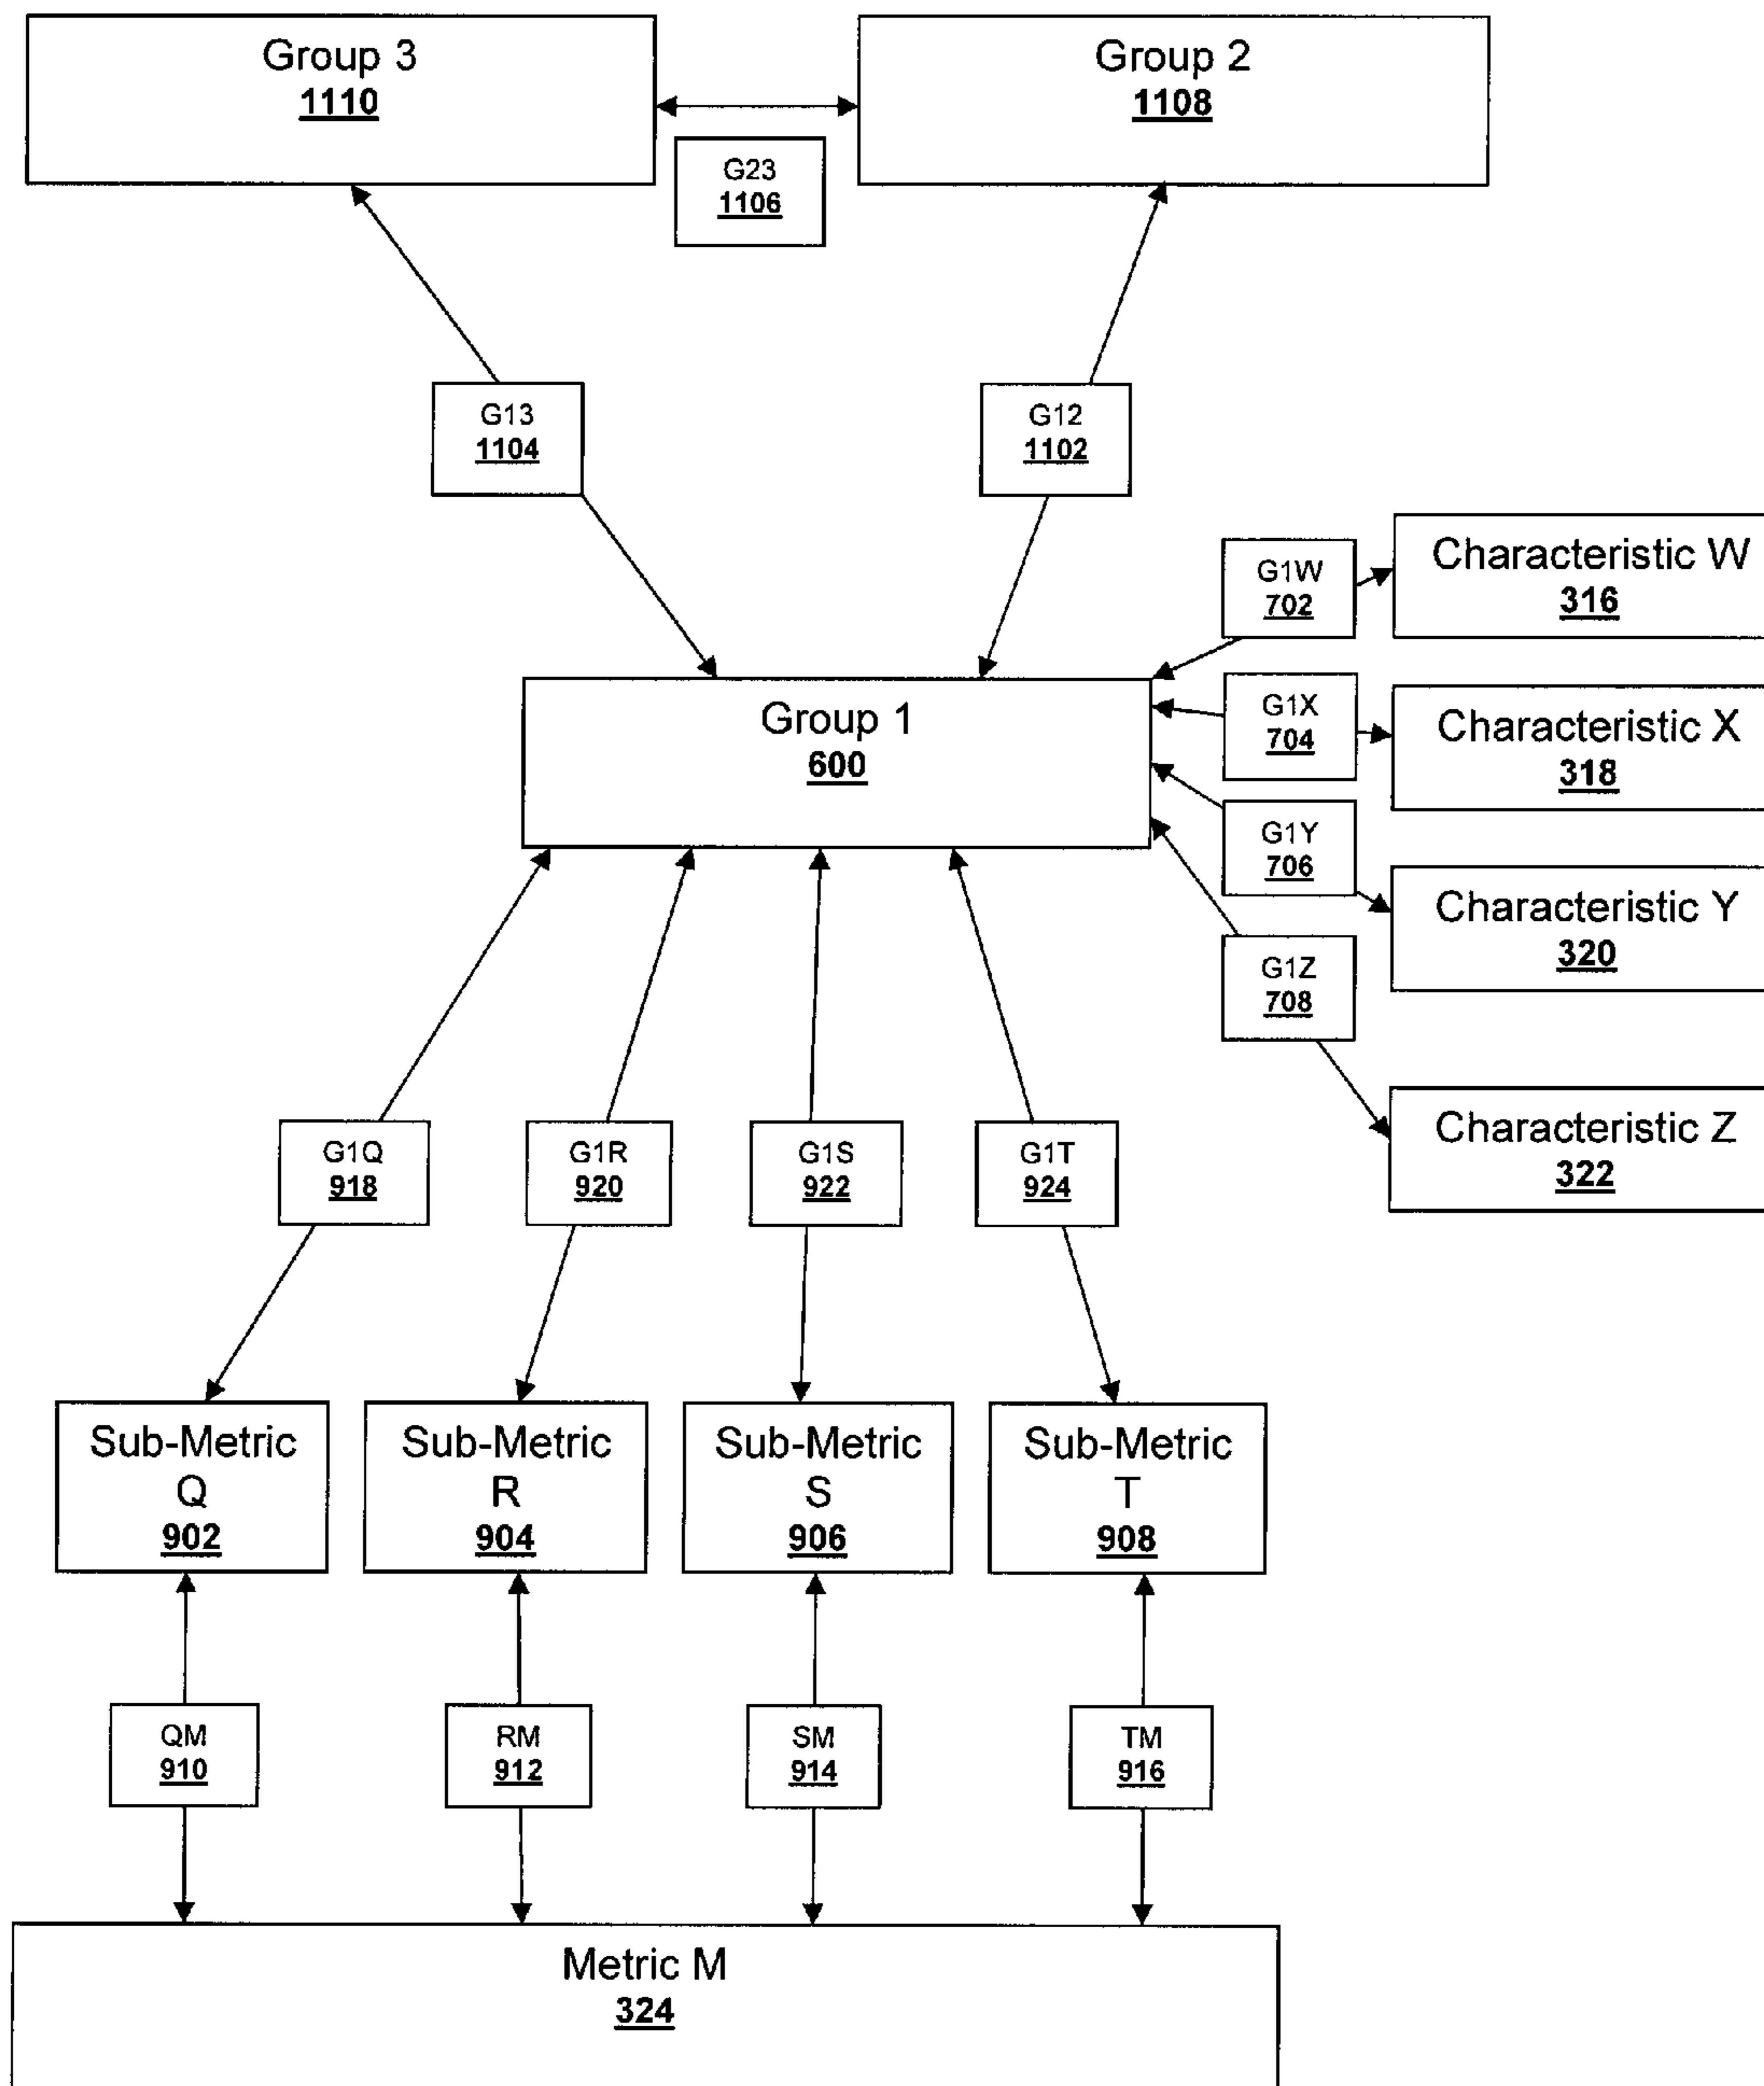 Group 3
1110
Group 2
1108
G23
1106
G13
1104
G12
1102
G1W
702
Characteristic W
316
Group 1
600
G1X
704
Characteristic X
318
G1Y
706
Characteristic Y
320
G1Z
708
Characteristic Z
322
G1Q
918
G1R
920
G1S
922
G1T
924
Sub-Metric
Q
902
Sub-Metric
R
904
Sub-Metric
S
906
Sub-Metric
T
908
QM
910
RM
912
SM
914
TM
916
Metric M
324